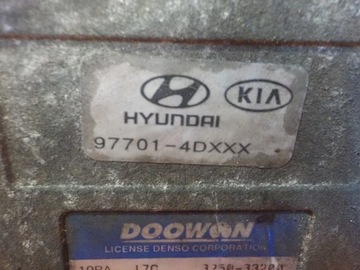 KIA
HYUNDAI
97701-4DXXX
DOOWON
LICENSE DENSO CORPORATION